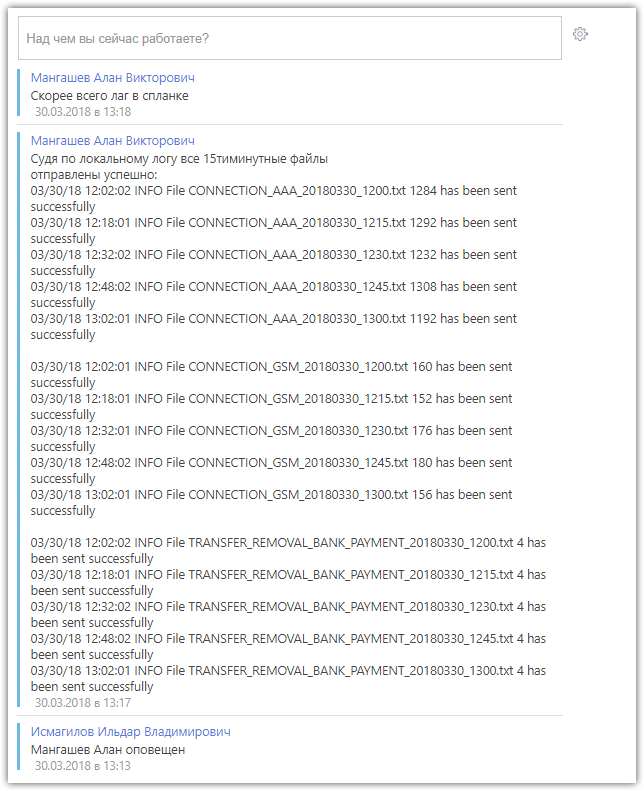 Над чем вы сейчас работаете?
Мангашев Алан Викторович
Скорее всего лаг в спланке
30.03.2018 в 13:18
Мангашев Алан Викторович
Судя по локальному логу все 15тиминутные файлы
отправлены успешно:
03/30/18 12:02:02 INFO File CONNECTION_AAA_20180330_1200.txt 1284 has been sent
successfully
03/30/18 12:18:01 INFO File CONNECTION_AAA_20180330_1215.txt 1292 has been sent
successfully
03/30/18 12:32:02 INFO File CONNECTION_AAA_20180330_1230.txt 1232 has been sent
successfully
03/30/18 12:48:02 INFO File CONNECTION_AAA_20180330_1245.txt 1308 has been sent
successfully
03/30/18 13:02:01 INFO File CONNECTION_AAA_20180330_1300.txt 1192 has been sent
successfully
03/30/18 12:02:01 INFO File CONNECTION_GSM_20180330_1200.txt 160 has been sent
successfully
03/30/18 12:18:01 INFO File CONNECTION_GSM_20180330_1215.txt 152 has been sent
successfully
03/30/18 12:32:01 INFO File CONNECTION_GSM_20180330_1230.txt 176 has been sent
successfully
03/30/18 12:48:02 INFO File CONNECTION_GSM_20180330_1245.txt 180 has been sent
successfully
03/30/18 13:02:01 INFO File CONNECTION_GSM_20180330_1300.txt 156 has been sent
successfully
03/30/18 12:02:02 INFO File TRANSFER_REMOVAL_BANK_PAYMENT_20180330_1200.txt 4 has
been sent successfully
03/30/18 12:18:01 INFO File TRANSFER_REMOVAL_BANK_PAYMENT_20180330_1215.txt 4 has
been sent successfully
03/30/18 12:32:02 INFO File TRANSFER_REMOVAL_BANK_PAYMENT_20180330_1230.txt 4 has
been sent successfully
03/30/18 12:48:02 INFO File TRANSFER_REMOVAL_BANK_PAYMENT_20180330_1245.txt 4 has
been sent successfully
03/30/18 13:02:01 INFO File TRANSFER_REMOVAL_BANK_PAYMENT_20180330_1300.txt 4 has
been sent successfully
30.03.2018 в 13:17
Исмагилов Ильдар Владимирович
Мангашев Алан оповещен
30.03.2018 в 13:13